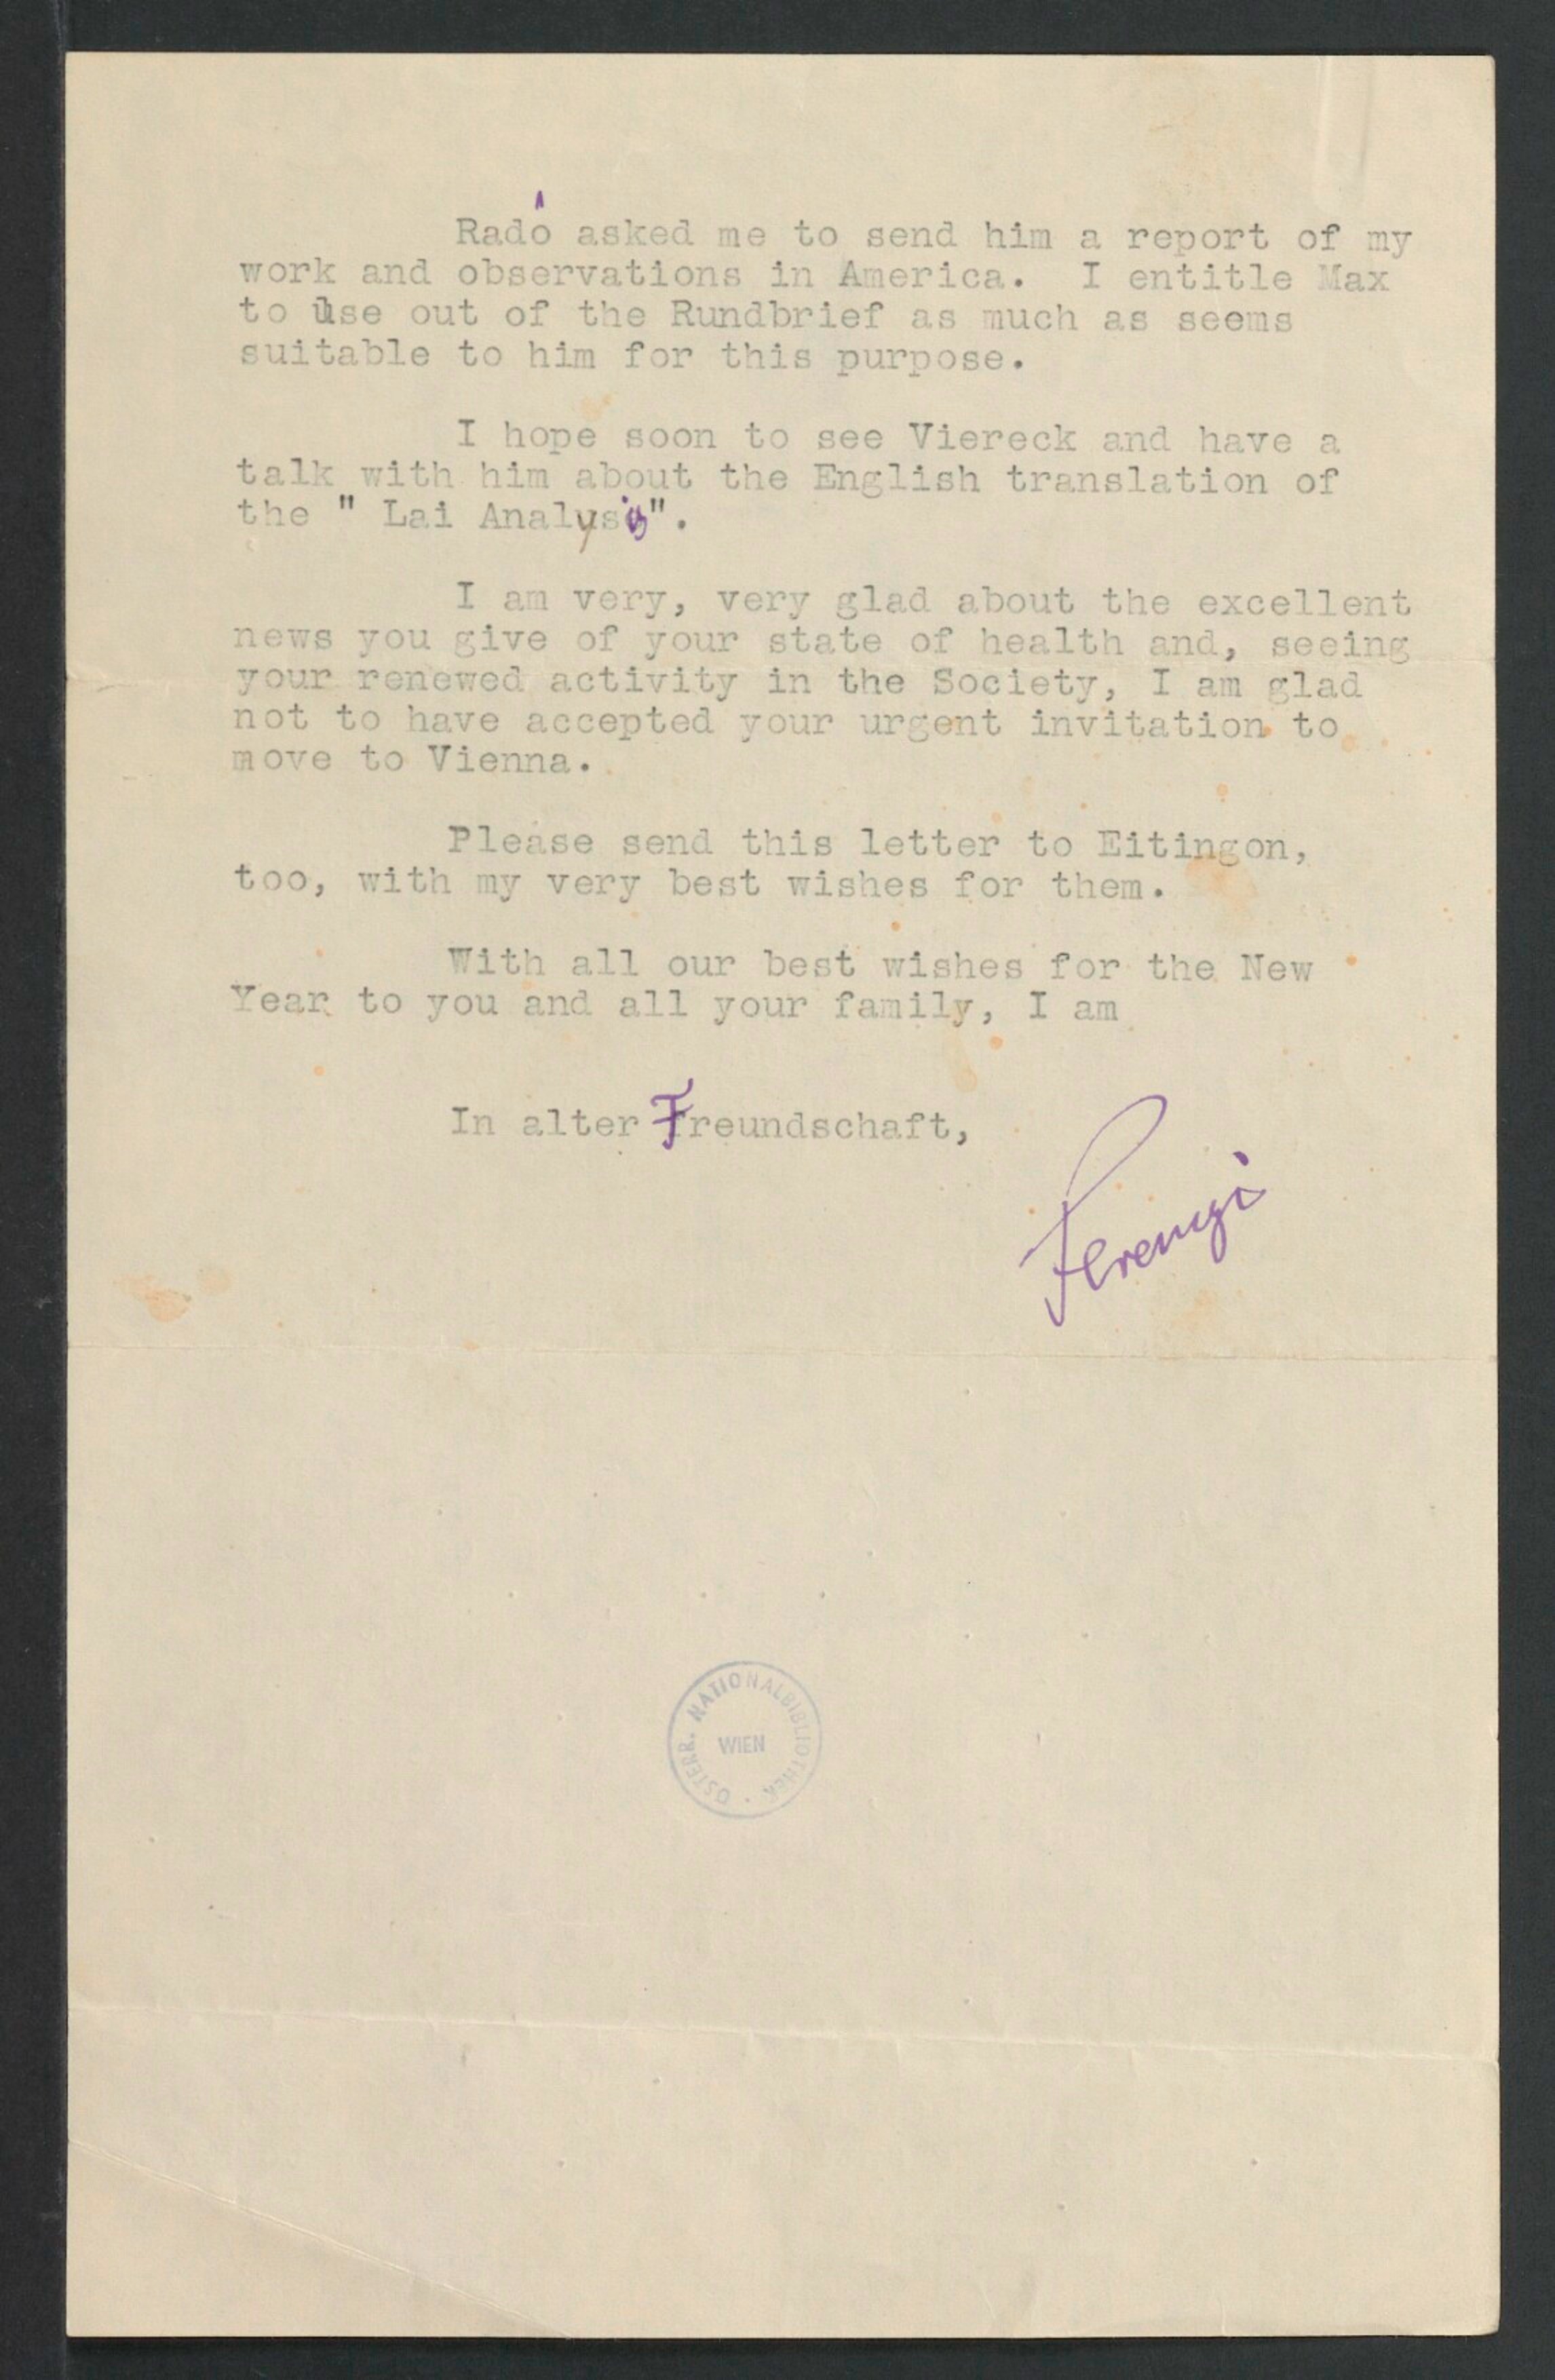 Radó asked me to send him a report of my
work and observations in America. I entitle Max
to use out of the Rundbrief as much as seems
suitable to him for this purpose.
I hope soon to see Viereck and have a
talk with him about the English translation of
the " Lai Analysis".
I am very, very glad about the excellent
news you give of your state of health and, seeing
your renewed activity in the Society, I am glad
not to have accepted your urgent invitation to
move to Vienna.
Please send this letter to Eitingon,
too, with my very best wishes for them.
With all our best wishes for the New
Year to you and all your family, I am
In alter Freundschaft,
Ferenczi
ÖSTERR. NATIONALBIBLIOTHEK
WIEN